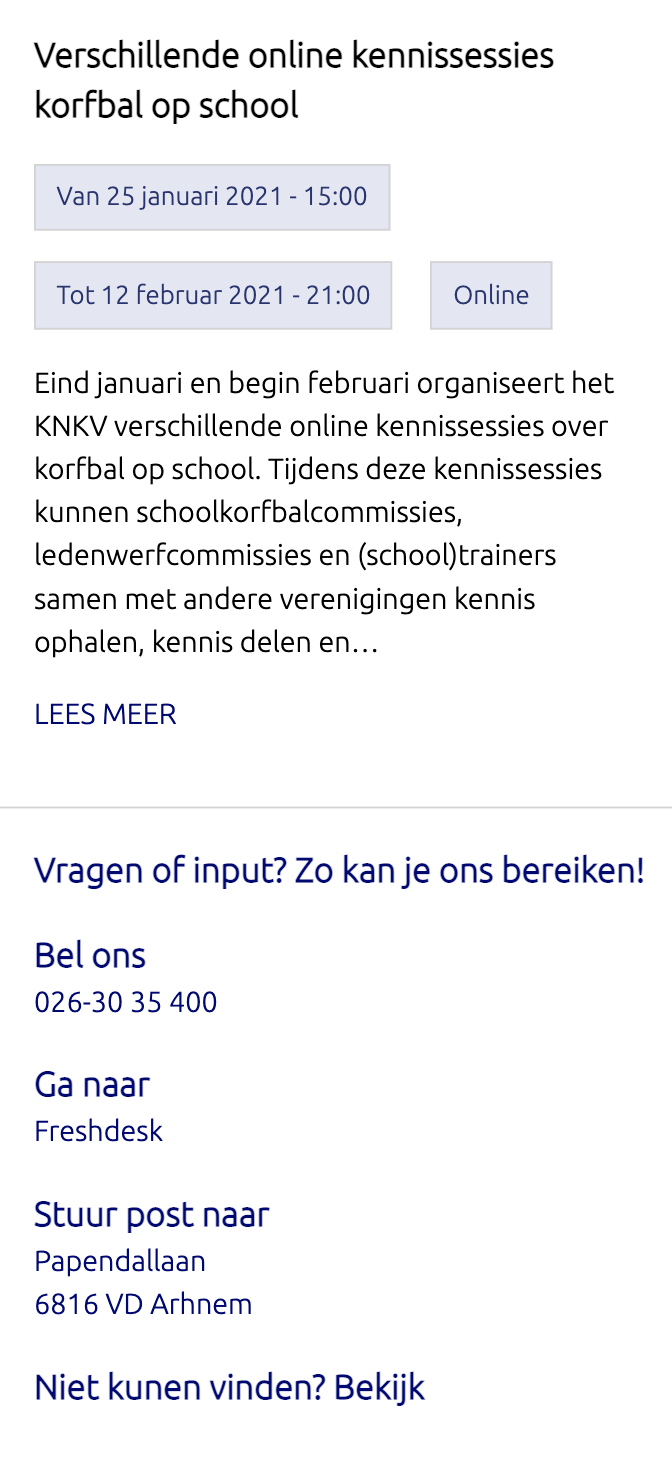 Verschillende online kennissessies
korfbal op school
Van 25 januari 2021 - 15:00
Tot 12 februar 2021 - 21:00
Online
Eind januari en begin februari organiseert het
KNKV verschillende online kennissessies over
korfbal op school. Tijdens deze kennissessies
kunnen schoolkorfbalcommissies,
ledenwerfcommissies en (school)trainers
samen met andere verenigingen kennis
ophalen, kennis delen en…
LEES MEER
Vragen of input? Zo kan je ons bereiken!
Bel ons
026-30 35 400
Ga naar
Freshdesk
Stuur post naar
Papendallaan
6816 VD Arhnem
Niet kunen vinden? Bekijk